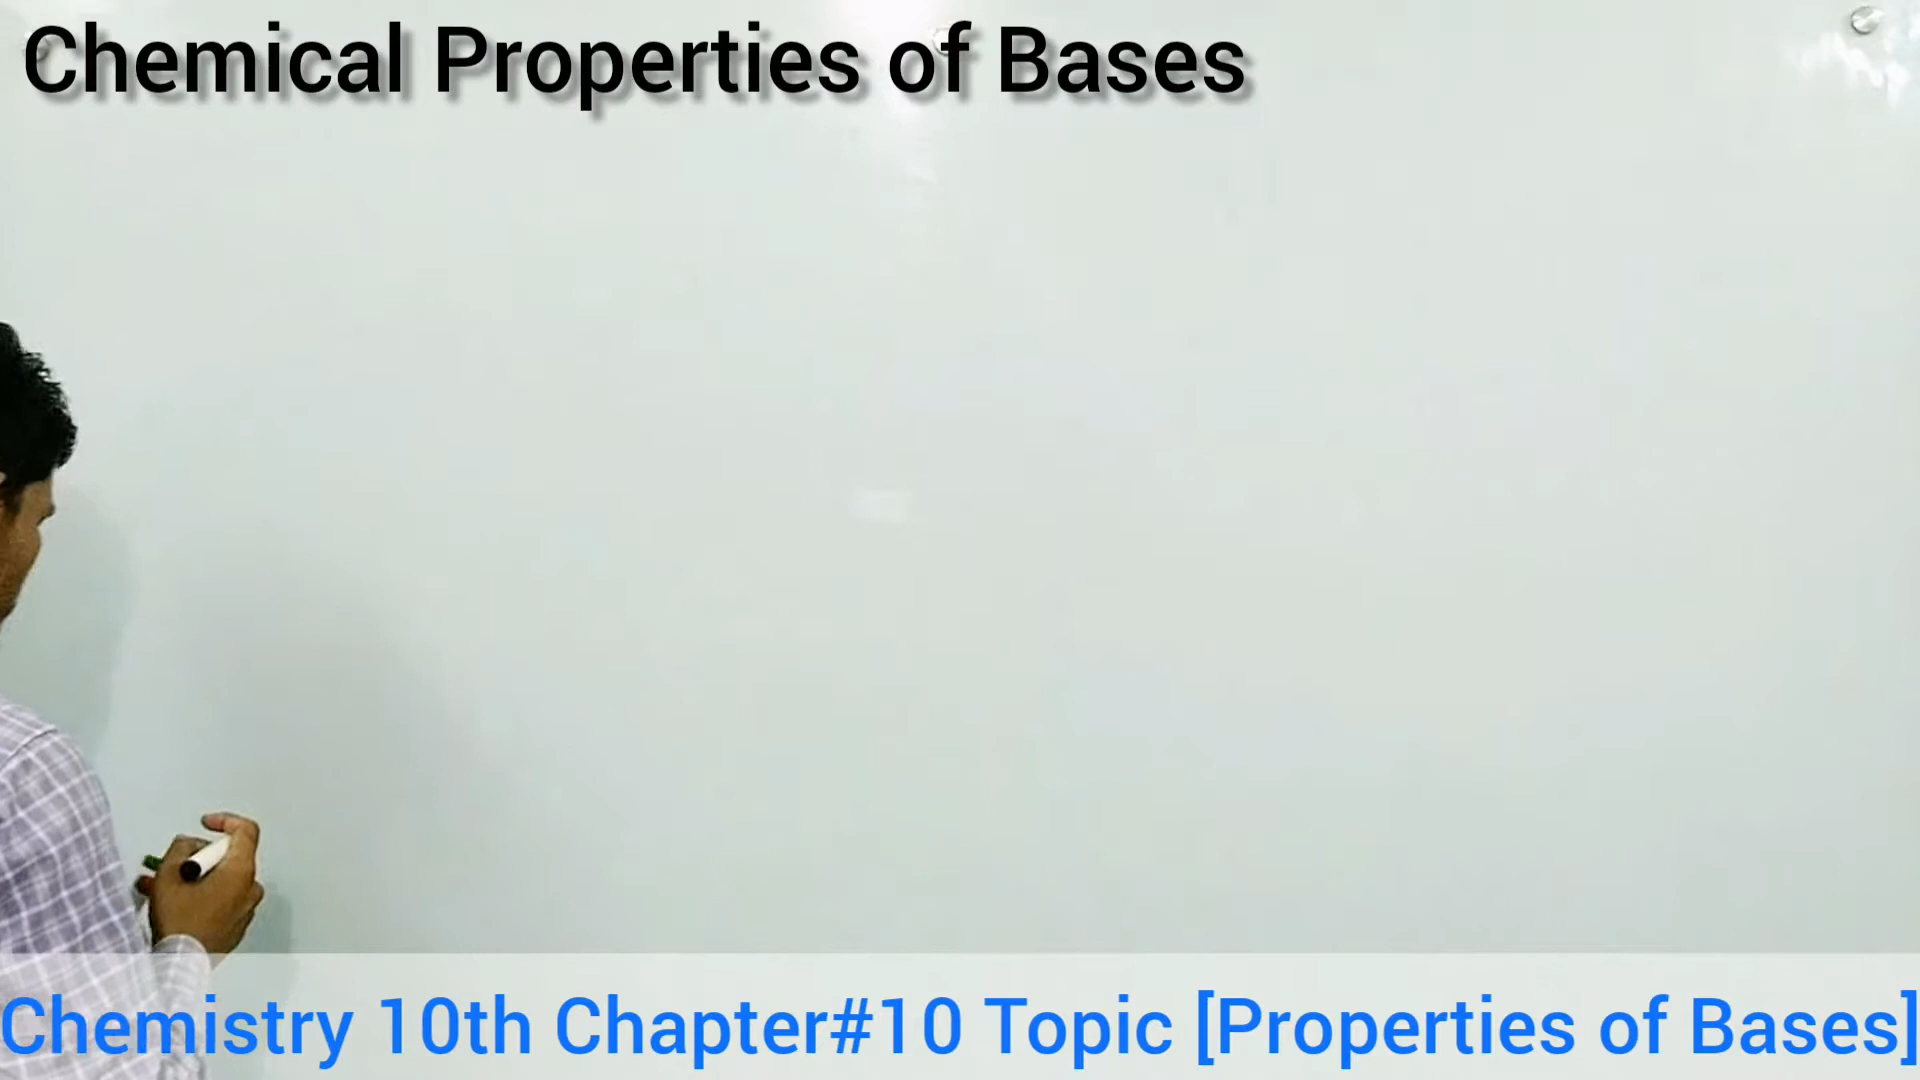 Chemical Properties of Bases
Chemistry 10th Chapter#10 Topic [Properties of Bases]